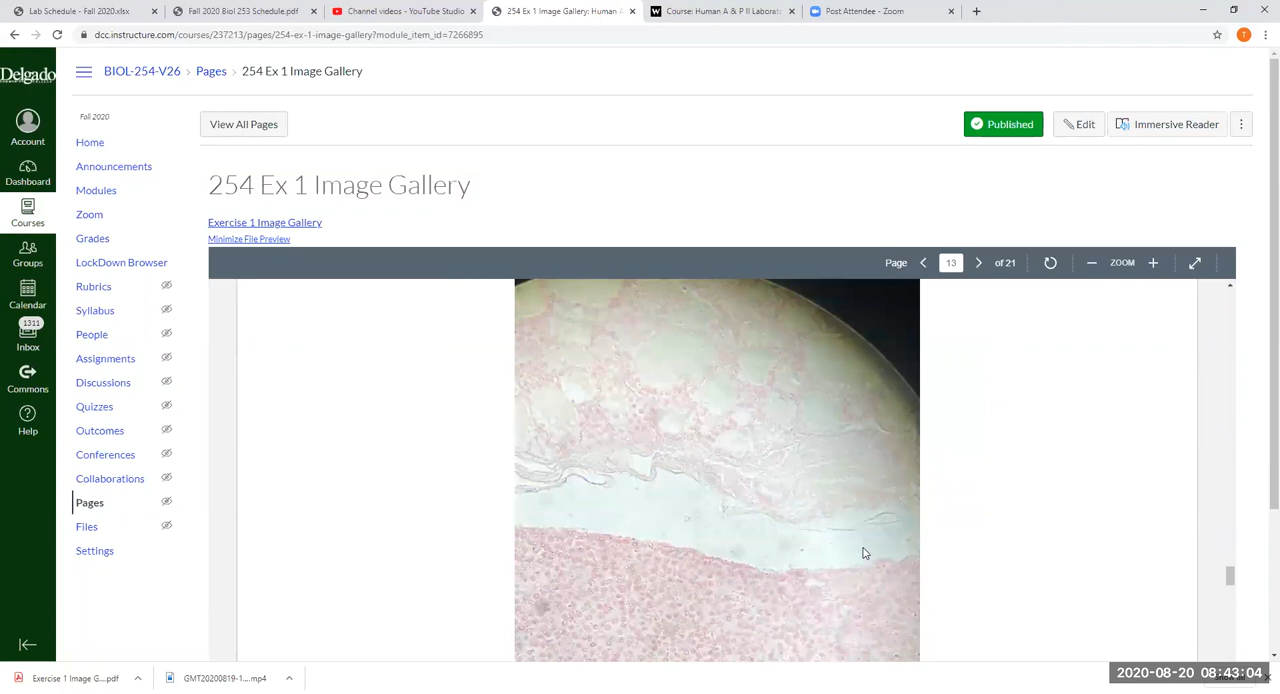 Lab Schedule - Fall 2020.xlsx
Fall 2020 Biol 253 Schedule.pdf
Channel videos - YouTube Studio
254 Ex 1 Image Gallery: Human A
Course: Human A & P II Laborat
Post Attendee - Zoom
dcc.instructure.com/courses/237213/pages/254-ex-1-image-gallery?module_item_id=7266895
T
Delgado
BIOL-254-V26 > Pages > 254 Ex 1 Image Gallery
Account
Dashboard
Courses
Groups
Calendar
1311
Inbox
Commons
Help
Fall 2020
Home
Announcements
Modules
Zoom
Grades
LockDown Browser
Rubrics
Syllabus
People
Assignments
Discussions
Quizzes
Outcomes
Conferences
Collaborations
Pages
Files
Settings
View All Pages
Published
Edit
Immersive Reader
254 Ex 1 Image Gallery
Exercise 1 Image Gallery
Minimize File Preview
Page 13 of 21
ZOOM
Exercise 1 Image G....pdf
GMT20200819-1....mp4
2020-08-20 08:43:04